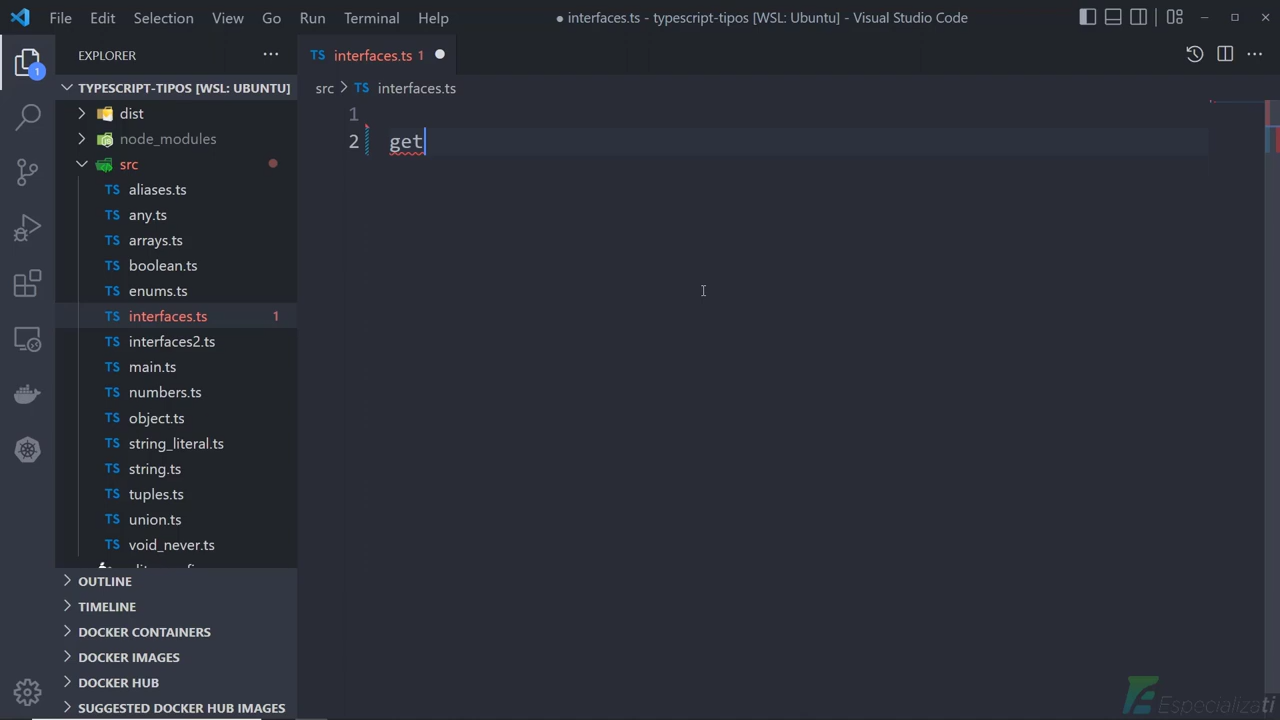 File Edit Selection View Go Run Terminal Help ● interfaces.ts - typescript-tipos [WSL: Ubuntu] - Visual Studio Code
EXPLORER ···
TS interfaces.ts 1
1
TYPESCRIPT-TIPOS [WSL: UBUNTU]
src > TS interfaces.ts
dist
node_modules
src
TS aliases.ts
TS any.ts
TS arrays.ts
TS boolean.ts
TS enums.ts
TS interfaces.ts 1
TS interfaces2.ts
TS main.ts
TS numbers.ts
TS object.ts
TS string_literal.ts
TS string.ts
TS tuples.ts
TS union.ts
TS void_never.ts
OUTLINE
TIMELINE
DOCKER CONTAINERS
DOCKER IMAGES
DOCKER HUB
SUGGESTED DOCKER HUB IMAGES
1
2 get
Especializati